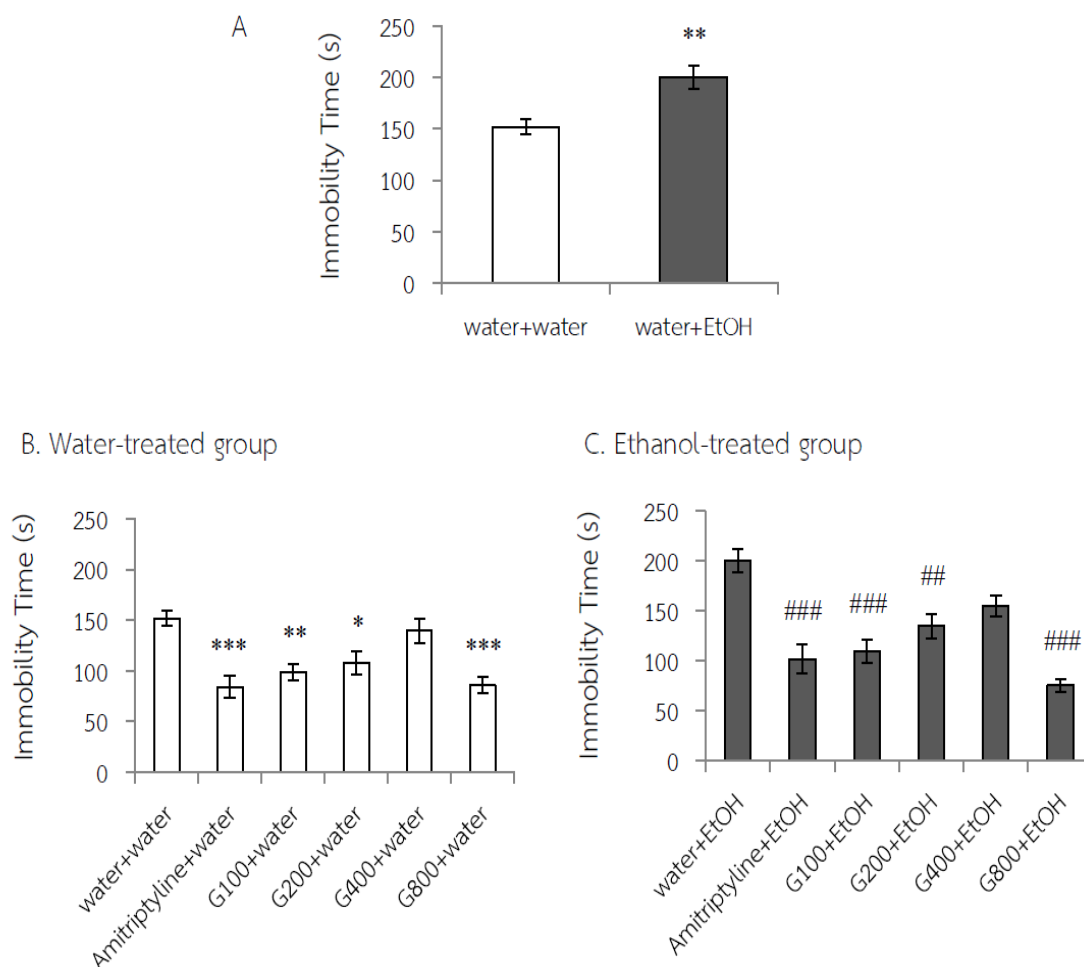 A
Immobility Time (s)
250
200
150
100
50
0
**
water+water
water+EtOH
B. Water-treated group
Immobility Time (s)
250
200
150
100
50
0
***
**
*
***
water+water
Amitriptyline+water
G100+water
G200+water
G400+water
G800+water
C. Ethanol-treated group
Immobility Time (s)
250
200
150
100
50
0
###
###
##
###
water+EtOH
Amitriptyline+EtOH
G100+EtOH
G200+EtOH
G400+EtOH
G800+EtOH